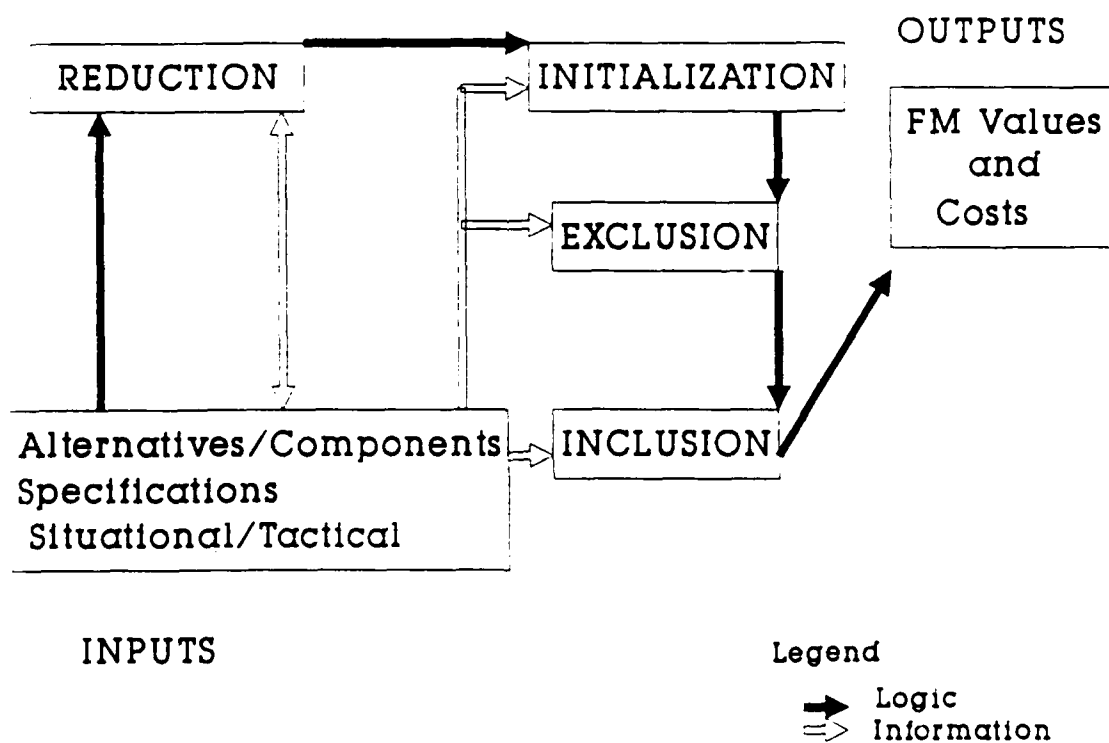 OUTPUTS
REDUCTION
INITIALIZATION
FM Values
and
Costs
EXCLUSION
Alternatives/Components
Specifications
Situational/Tactical
INCLUSION
INPUTS
Legend
Logic
Information